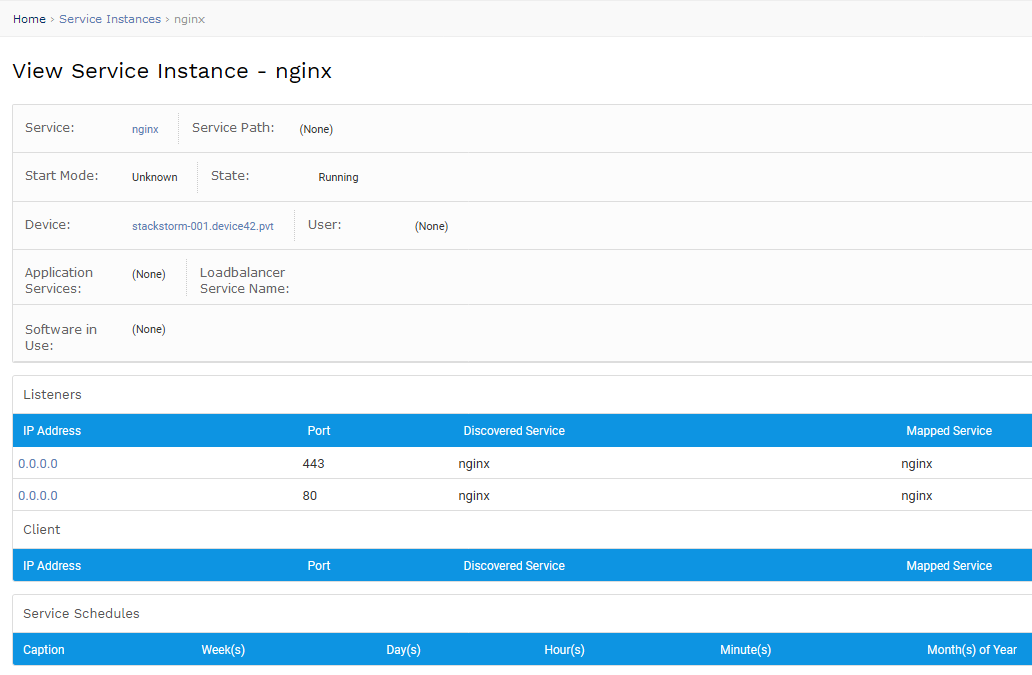 Home › Service Instances › nginx
View Service Instance - nginx
Service: nginx Service Path: (None)
Start Mode: Unknown State: Running
Device: stackstorm-001.device42.pvt User: (None)
Application Services: (None) Loadbalancer Service Name:
Software in Use: (None)
Listeners
IP Address Port Discovered Service Mapped Service
0.0.0.0 443 nginx nginx
0.0.0.0 80 nginx nginx
Client
IP Address Port Discovered Service Mapped Service
Service Schedules
Caption Week(s) Day(s) Hour(s) Minute(s) Month(s) of Year